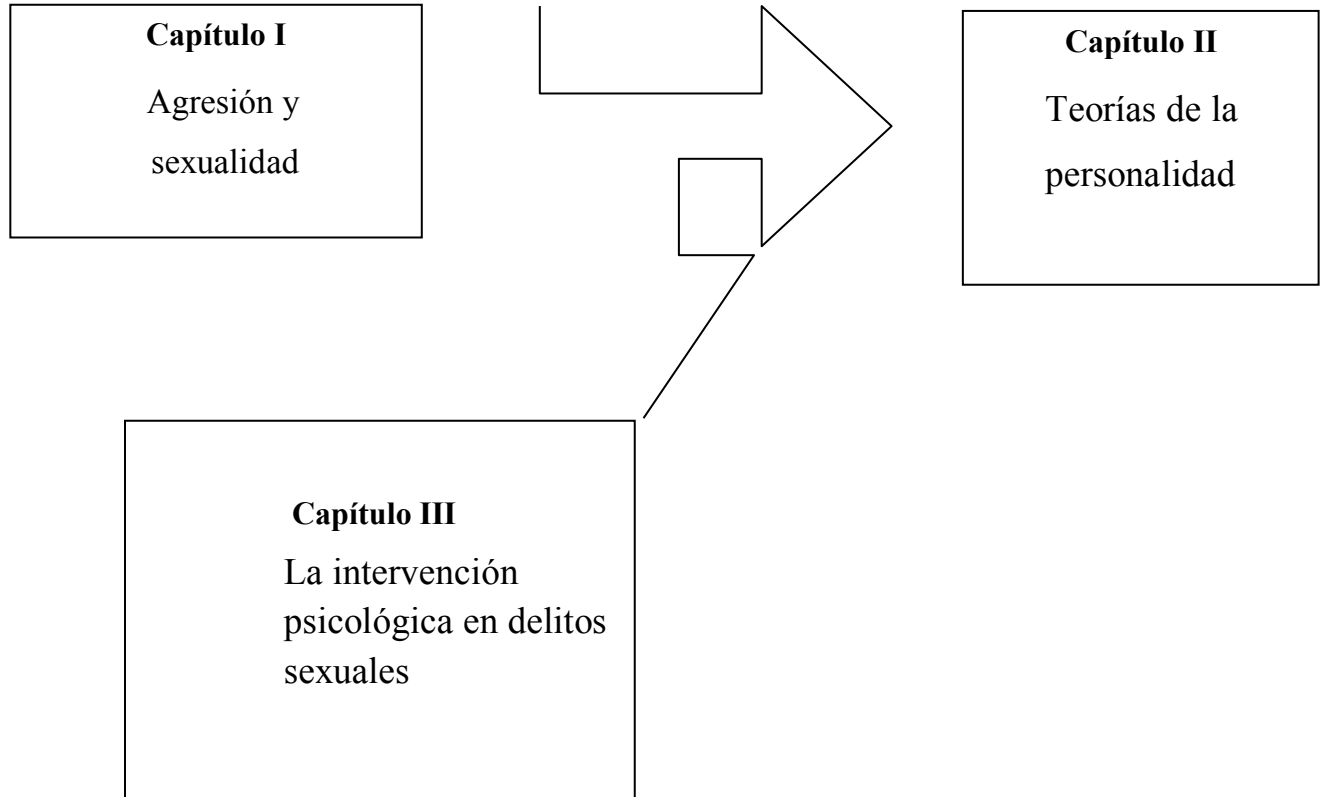 Capítulo I
Agresión y
sexualidad
Capítulo II
Teorías de la
personalidad
Capítulo III
La intervención
psicológica en delitos
sexuales